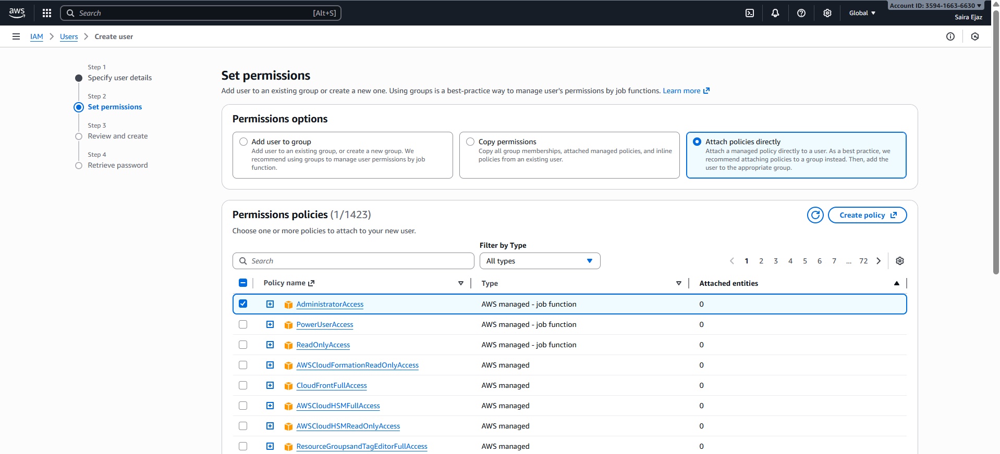 aws
Search [Alt+S]
Global
Account ID: 3594-1663-6630
Saira Ejaz
IAM > Users > Create user
Step 1
Specify user details
Step 2
Set permissions
Step 3
Review and create
Step 4
Retrieve password
Set permissions
Add user to an existing group or create a new one. Using groups is a best-practice way to manage user's permissions by job functions. Learn more
Permissions options
Add user to group
Add user to an existing group, or create a new group. We
recommend using groups to manage user permissions by job
function.
Copy permissions
Copy all group memberships, attached managed policies, and inline
policies from an existing user.
Attach policies directly
Attach a managed policy directly to a user. As a best practice, we
recommend attaching policies to a group instead. Then, add the
user to the appropriate group.
Permissions policies (1/1423)
Create policy
Choose one or more policies to attach to your new user.
Filter by Type
Search
All types
1 2 3 4 5 6 7 ... 72
Policy name Type Attached entities
AdministratorAccess AWS managed - job function 0
PowerUserAccess AWS managed - job function 0
ReadOnlyAccess AWS managed - job function 0
AWSCloudFormationReadOnlyAccess AWS managed 0
CloudFrontFullAccess AWS managed 0
AWSCloudHSMFullAccess AWS managed 0
AWSCloudHSMReadOnlyAccess AWS managed 0
ResourceGroupsandTagEditorFullAccess AWS managed 0